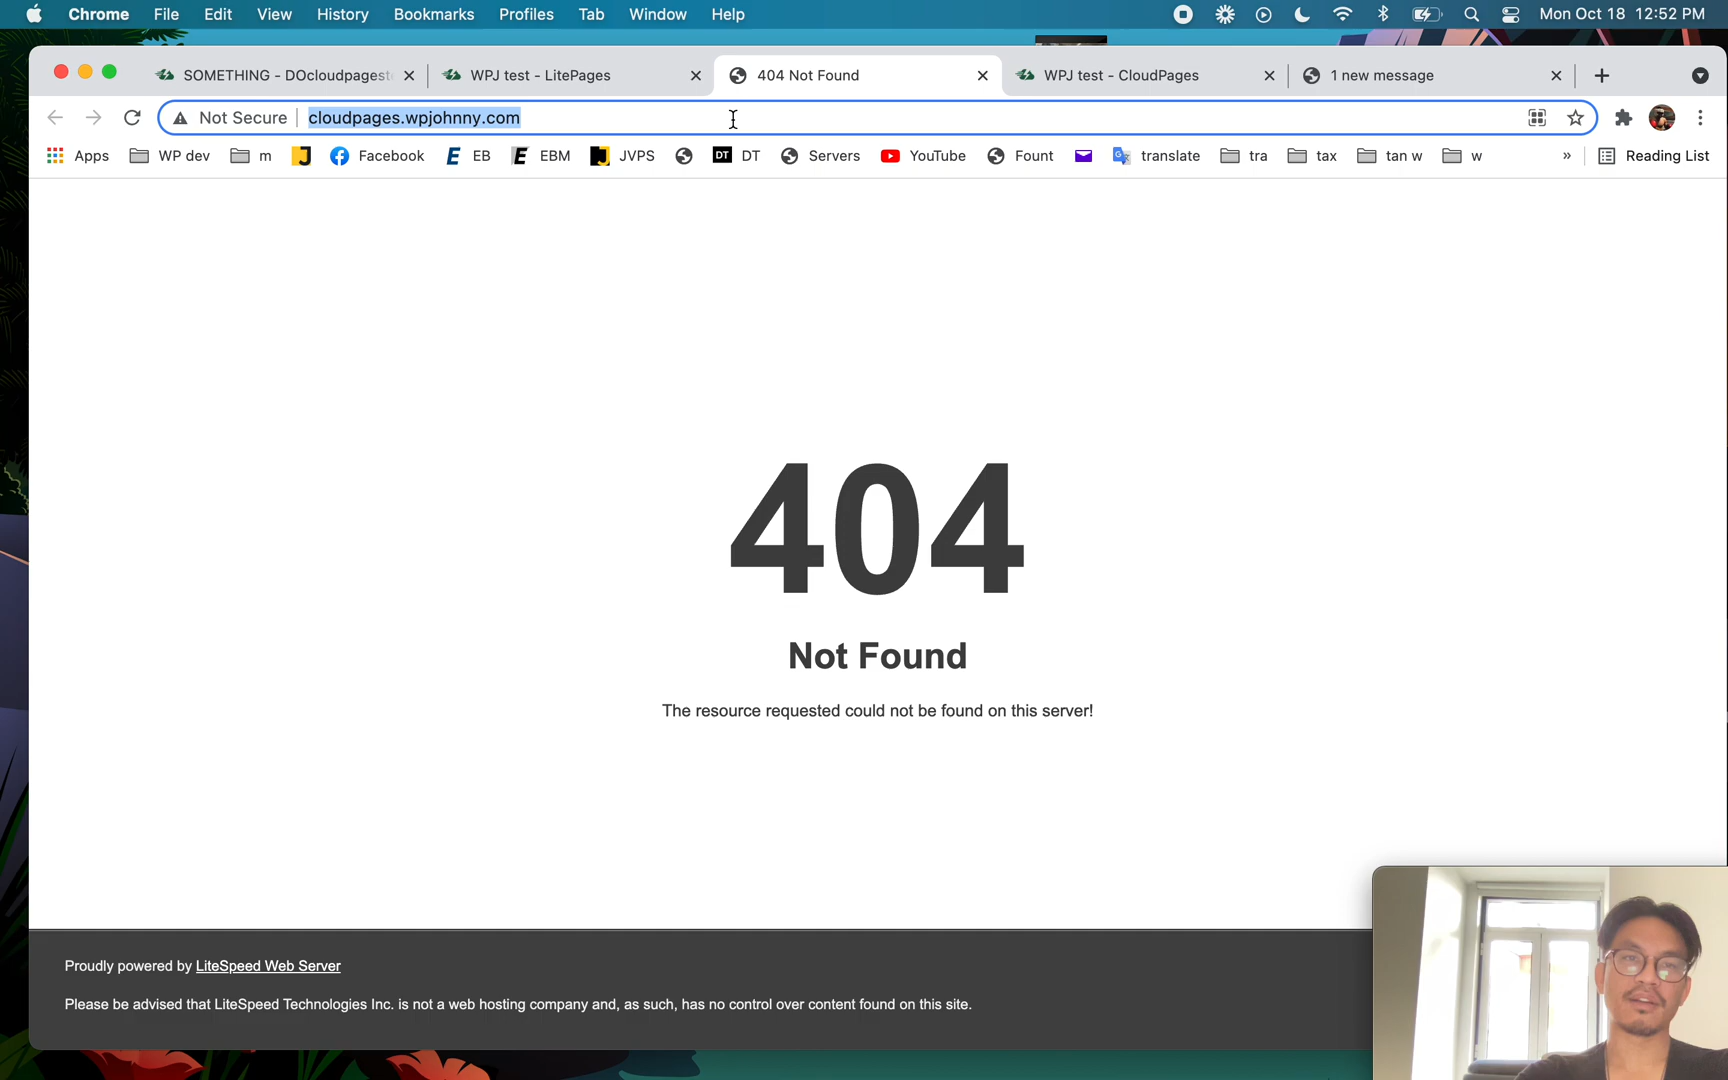 Chrome File Edit View History Bookmarks Profiles Tab Window Help Mon Oct 18 12:52 PM
SOMETHING - DOcloudpageste WPJ test - LitePages 404 Not Found WPJ test - CloudPages 1 new message
Not Secure cloudpages.wpjohnny.com
Apps WP dev m Facebook EB EBM JVPS DT DT Servers YouTube Fount translate tra tax tan w w » Reading List
404
Not Found
The resource requested could not be found on this server!
Proudly powered by LiteSpeed Web Server
Please be advised that LiteSpeed Technologies Inc. is not a web hosting company and, as such, has no control over content found on this site.